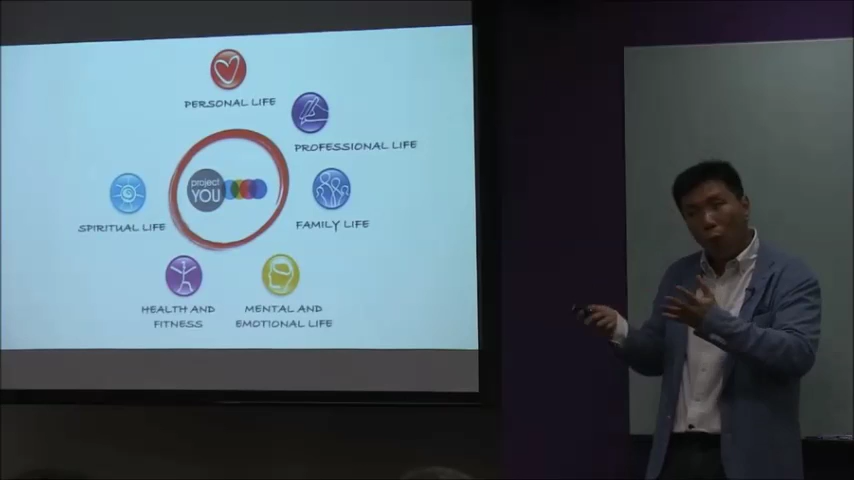 PERSONAL LIFE
PROFESSIONAL LIFE
project
YOU
FAMILY LIFE
SPIRITUAL LIFE
HEALTH AND
FITNESS
MENTAL AND
EMOTIONAL LIFE